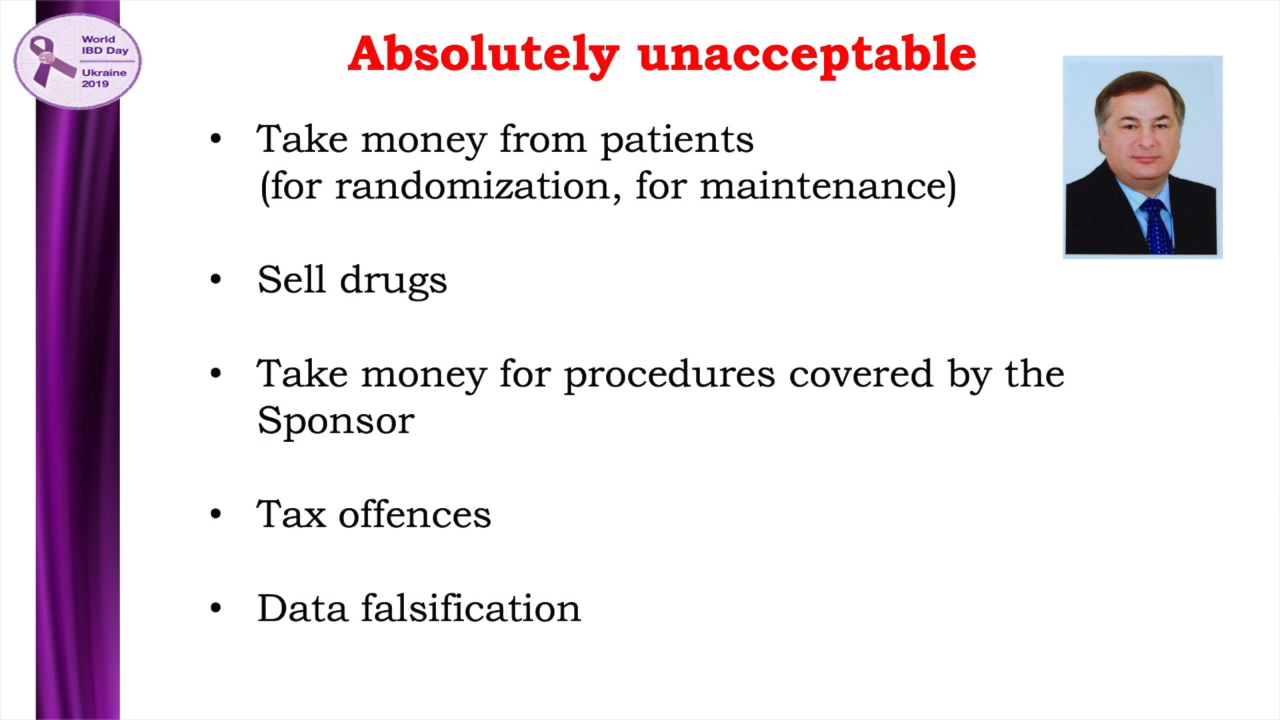 World
IBD Day
Ukraine
2019
Absolutely unacceptable
• Take money from patients
(for randomization, for maintenance)
• Sell drugs
• Take money for procedures covered by the
Sponsor
• Tax offences
• Data falsification